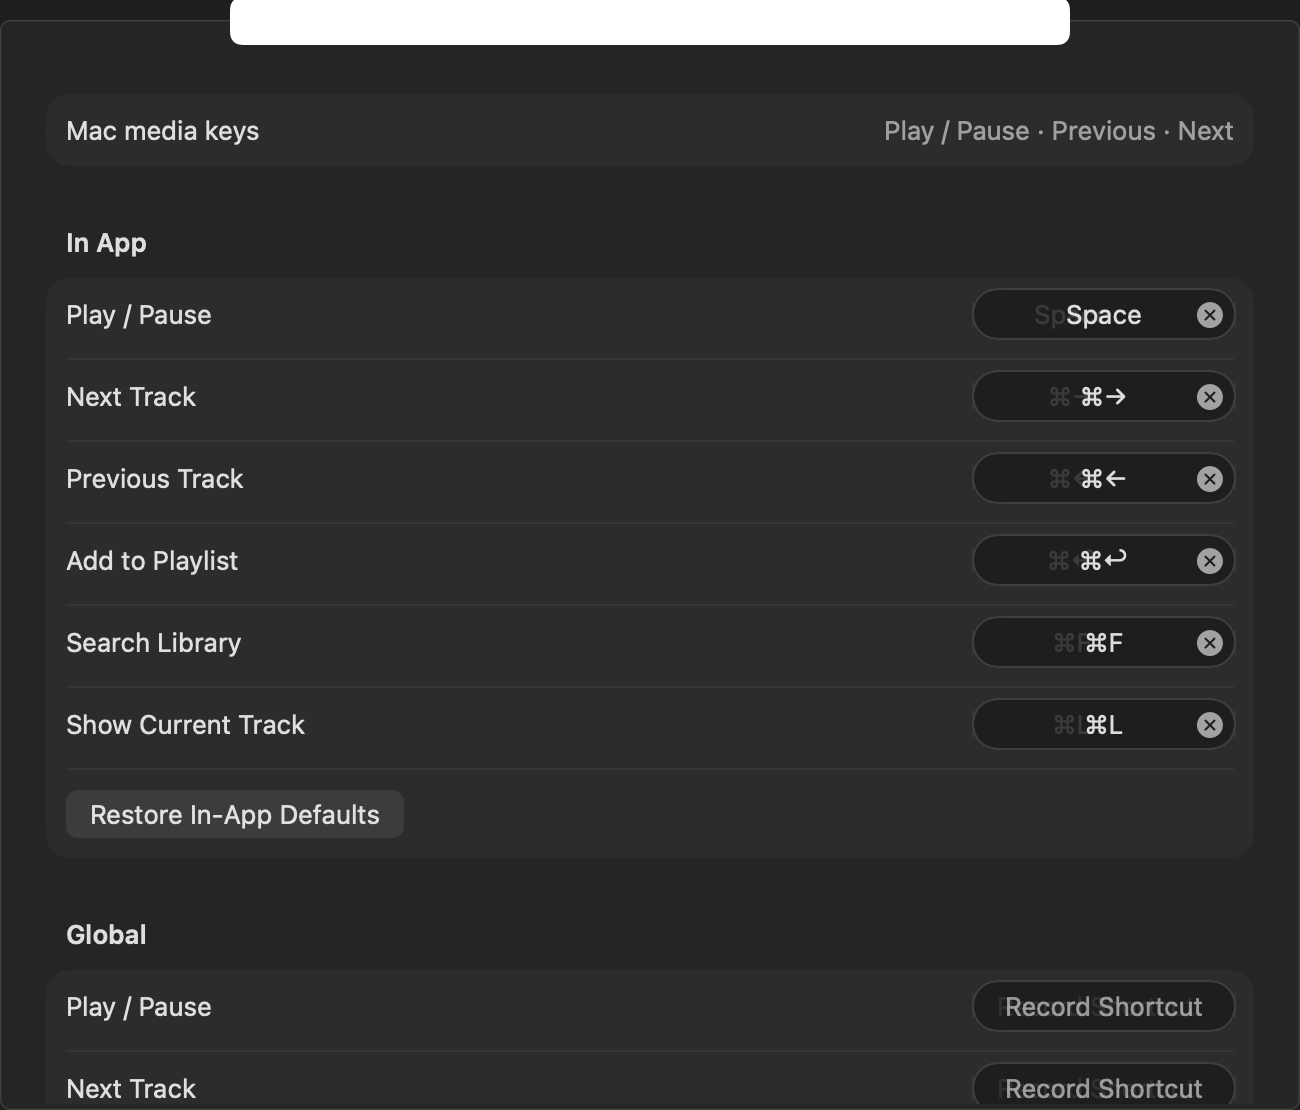 Mac media keys Play / Pause · Previous · Next
In App
Play / Pause Space
Next Track ⌘→
Previous Track ⌘←
Add to Playlist ⌘↩
Search Library ⌘F
Show Current Track ⌘L
Restore In-App Defaults
Global
Play / Pause Record Shortcut
Next Track Record Shortcut